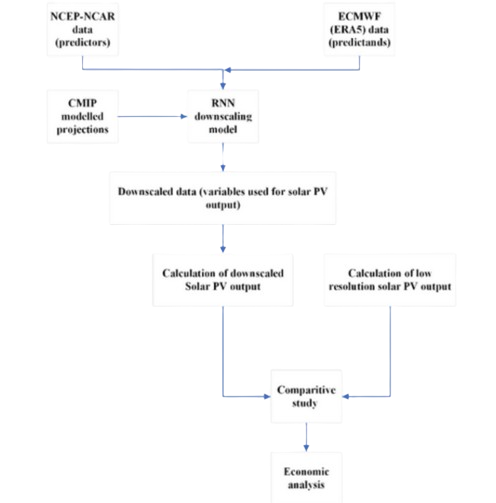 NCEP-NCAR
data
(predictors)
ECMWF
(ERA5) data
(predictands)
CMIP
modelled
projections
RNN
downscaling
model
Downscaled data (variables used for solar PV
output)
Calculation of downscaled
Solar PV output
Calculation of low
resolution solar PV output
Comparitive
study
Economic
analysis